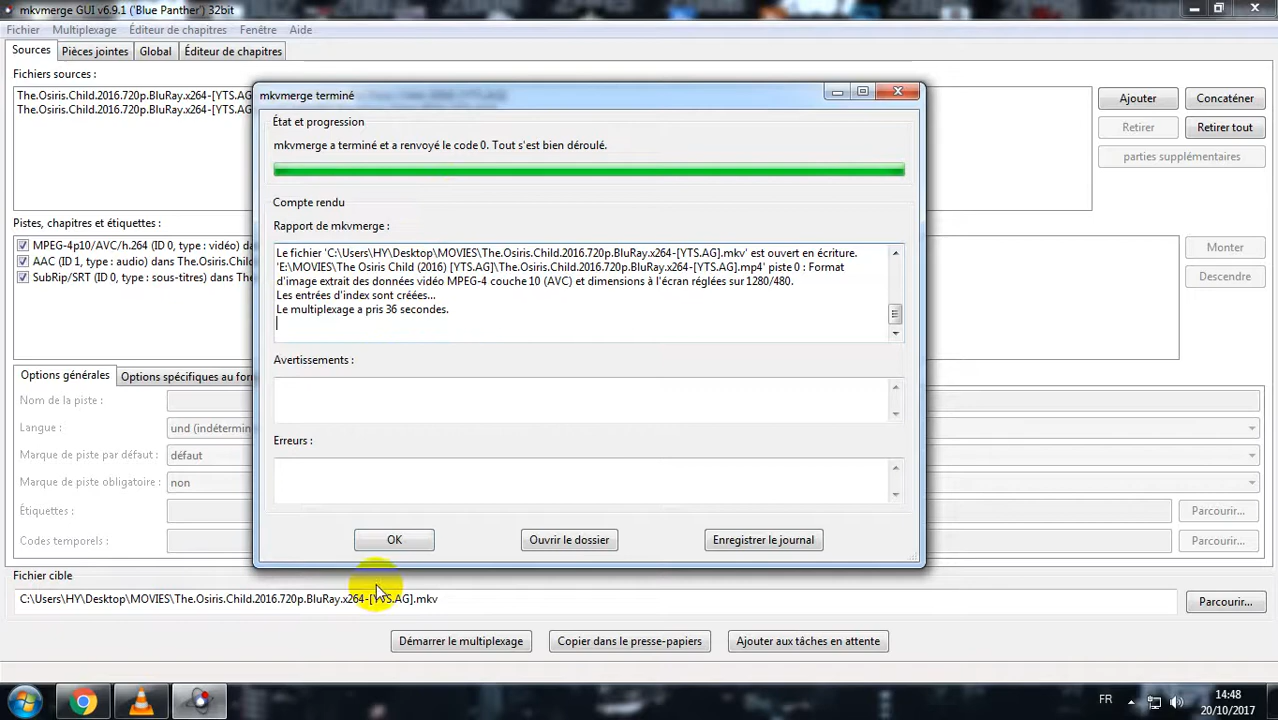 mkvmerge GUI v6.9.1 ('Blue Panther') 32bit
Fichier Multiplexage Éditeur de chapitres Fenêtre Aide
Sources Pièces jointes Global Éditeur de chapitres
Fichiers sources :
The.Osiris.Child.2016.720p.BluRay.x264-[YTS.AG]
The.Osiris.Child.2016.720p.BluRay.x264-[YTS.AG]
Ajouter Concaténer
Retirer Retirer tout
parties supplémentaires
Pistes, chapitres et étiquettes :
MPEG-4p10/AVC/h.264 (ID 0, type : vidéo)
AAC (ID 1, type : audio) dans The.Osiris.C
SubRip/SRT (ID 0, type : sous-titres) dans T
Monter
Descendre
Options générales Options spécifiques au
Nom de la piste :
Langue : und
Marque de piste par défaut : défaut
Marque de piste obligatoire : non
Étiquettes : Parcourir...
Codes temporels : Parcourir...
Fichier cible
C:\Users\HY\Desktop\MOVIES\The.Osiris.Child.2016.720p.BluRay.x264-[YTS.AG].mkv
Parcourir...
Démarrer le multiplexage Copier dans le presse-papiers Ajouter aux tâches en attente
mkvmerge terminé
État et progression
mkvmerge a terminé et a renvoyé le code 0. Tout s'est bien déroulé.
Compte rendu
Rapport de mkvmerge :
Le fichier 'C:\Users\HY\Desktop\MOVIES\The.Osiris.Child.2016.720p.BluRay.x264-[YTS.AG].mkv' est ouvert en écriture.
'E:\MOVIES\The Osiris Child (2016) [YTS.AG]\The.Osiris.Child.2016.720p.BluRay.x264-[YTS.AG].mp4' piste 0 : Format
d'image extrait des données vidéo MPEG-4 couche 10 (AVC) et dimensions à l'écran réglées sur 1280/480.
Les entrées d'index sont créées...
Le multiplexage a pris 36 secondes.
Avertissements :
Erreurs :
OK Ouvrir le dossier Enregistrer le journal
FR
14:48
20/10/2017